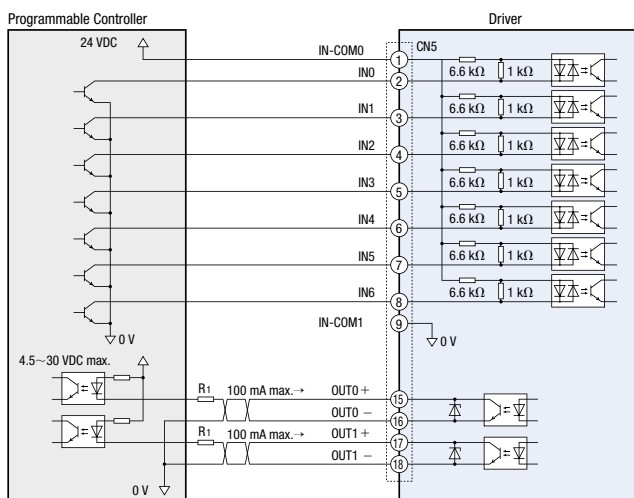 Programmable Controller
Driver
24 VDC
IN-COM0
CN5
1
6.6 kΩ 1 kΩ
IN0
2
6.6 kΩ 1 kΩ
IN1
3
6.6 kΩ 1 kΩ
IN2
4
6.6 kΩ 1 kΩ
IN3
5
6.6 kΩ 1 kΩ
IN4
6
6.6 kΩ 1 kΩ
IN5
7
6.6 kΩ 1 kΩ
IN6
8
IN-COM1
9
0 V
0 V
4.5~30 VDC max.
R1 100 mA max.→ OUT0 +
15
OUT0 −
16
R1 100 mA max.→ OUT1 +
17
OUT1 −
18
0 V